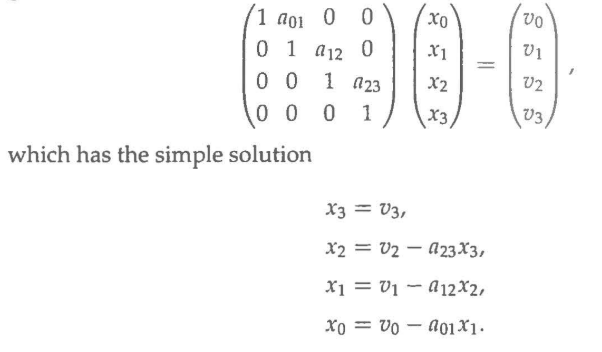 ( 1 a₀₁ 0 0 ) ( x₀ ) ( v₀ )
( 0 1 a₁₂ 0 ) ( x₁ ) = ( v₁ ) ,
( 0 0 1 a₂₃ ) ( x₂ ) ( v₂ )
( 0 0 0 1 ) ( x₃ ) ( v₃ )
which has the simple solution
x₃ = v₃,
x₂ = v₂ − a₂₃x₃,
x₁ = v₁ − a₁₂x₂,
x₀ = v₀ − a₀₁x₁.